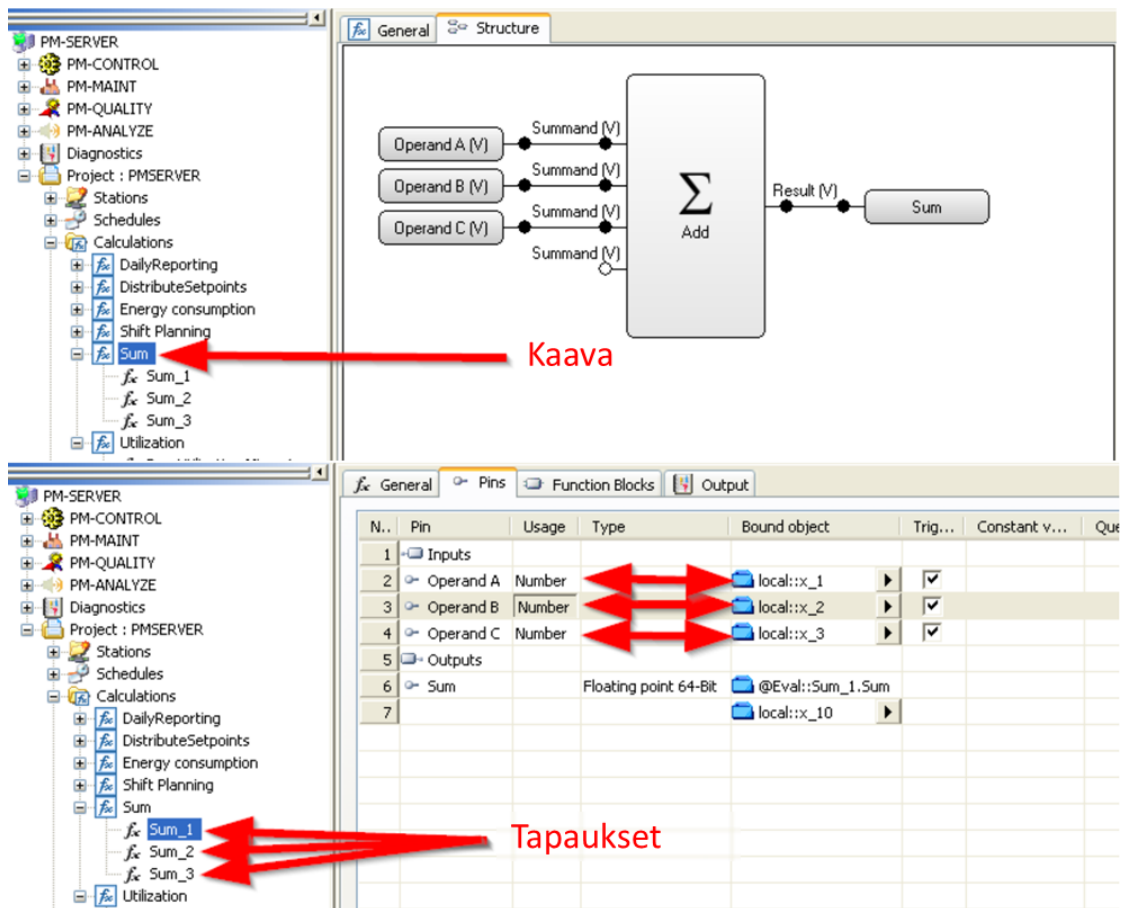 PM-SERVER
PM-CONTROL
PM-MAINT
PM-QUALITY
PM-ANALYZE
Diagnostics
Project : PMSERVER
Stations
Schedules
Calculations
DailyReporting
DistributeSetpoints
Energy consumption
Shift Planning
Sum
Sum_1
Sum_2
Sum_3
Utilization
General Structure
Operand A (V)
Operand B (V)
Operand C (V)
Summand (V)
Summand (V)
Summand (V)
Summand (V)
Σ
Add
Result (V)
Sum
Kaava
PM-SERVER
PM-CONTROL
PM-MAINT
PM-QUALITY
PM-ANALYZE
Diagnostics
Project : PMSERVER
Stations
Schedules
Calculations
DailyReporting
DistributeSetpoints
Energy consumption
Shift Planning
Sum
Sum_1
Sum_2
Sum_3
Utilization
General Pins Function Blocks Output
N.. Pin Usage Type Bound object Trig... Constant v... Que
1 Inputs
2 Operand A Number local::x_1
3 Operand B Number local::x_2
4 Operand C Number local::x_3
5 Outputs
6 Sum Floating point 64-Bit @Eval::Sum_1.Sum
7 local::x_10
Tapaukset